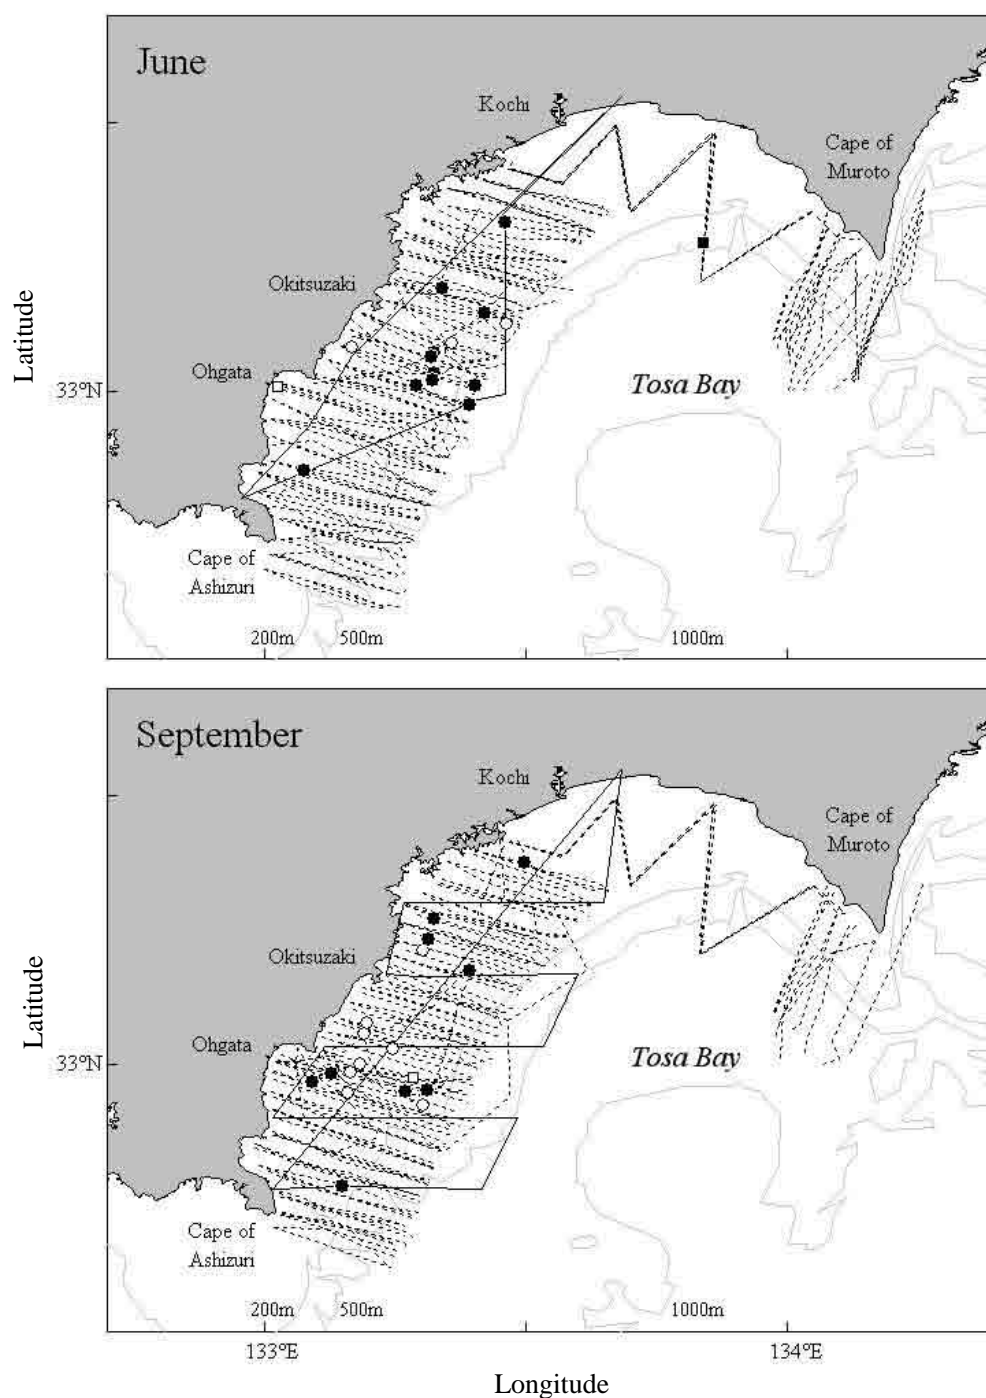 June
Kochi
Cape of
Muroto
Okitsuzaki
Ohgata
33°N
Tosa Bay
Cape of
Ashizuri
200m 500m 1000m
Latitude
September
Kochi
Cape of
Muroto
Okitsuzaki
Ohgata
33°N
Tosa Bay
Cape of
Ashizuri
200m 500m 1000m
Latitude
133°E 134°E
Longitude